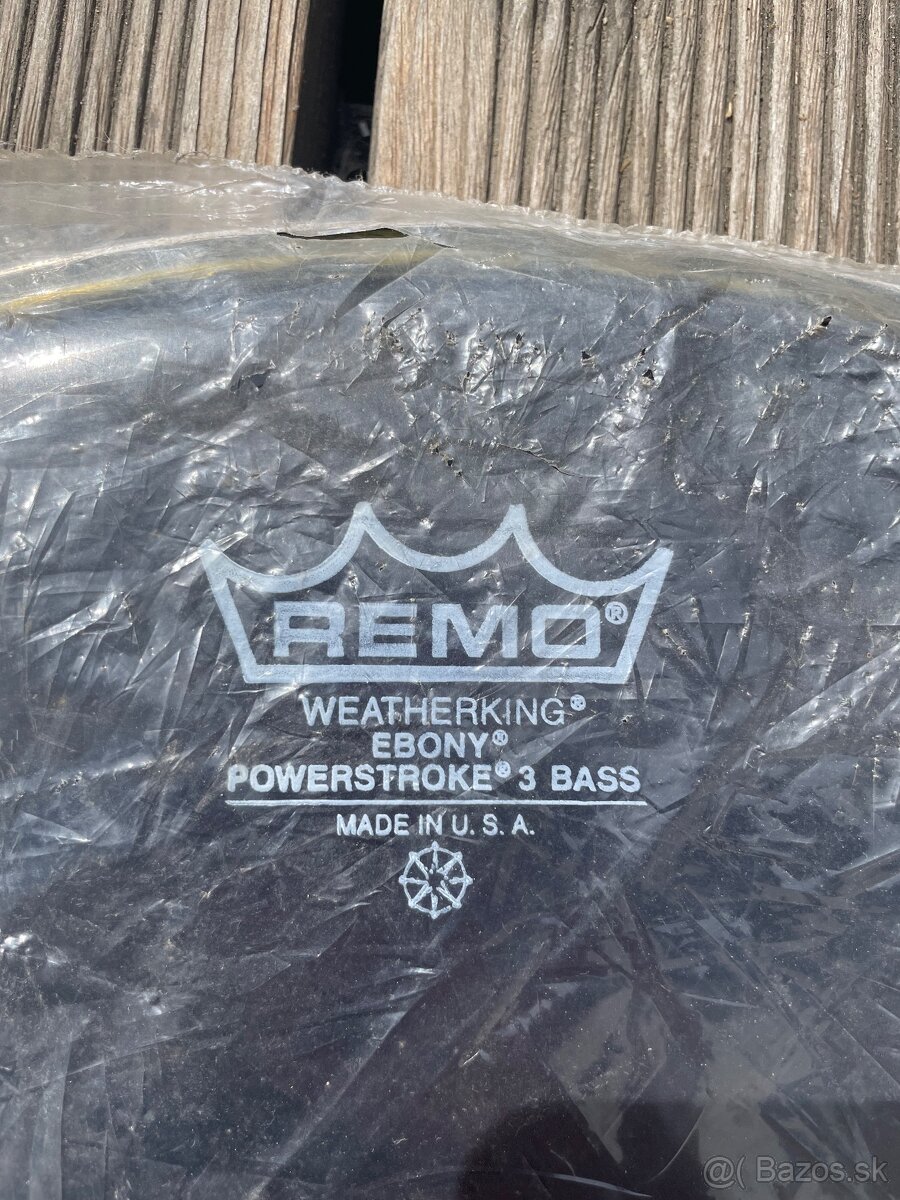 REMO®
WEATHERKING®
EBONY®
POWERSTROKE® 3 BASS
MADE IN U. S. A.
@( Bazos.sk